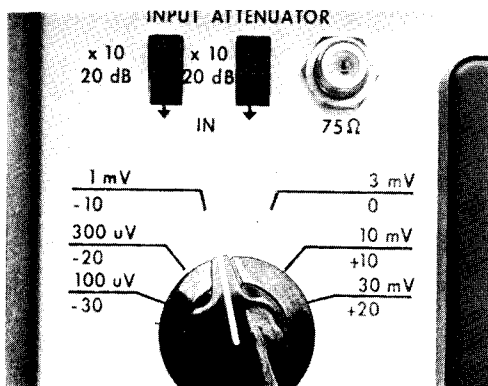 INPUT ATTENUATOR
x 10 x 10
20 dB 20 dB
IN
75Ω
1 mV
-10
3 mV
0
300 uV
-20
10 mV
+10
100 uV
-30
30 mV
+20